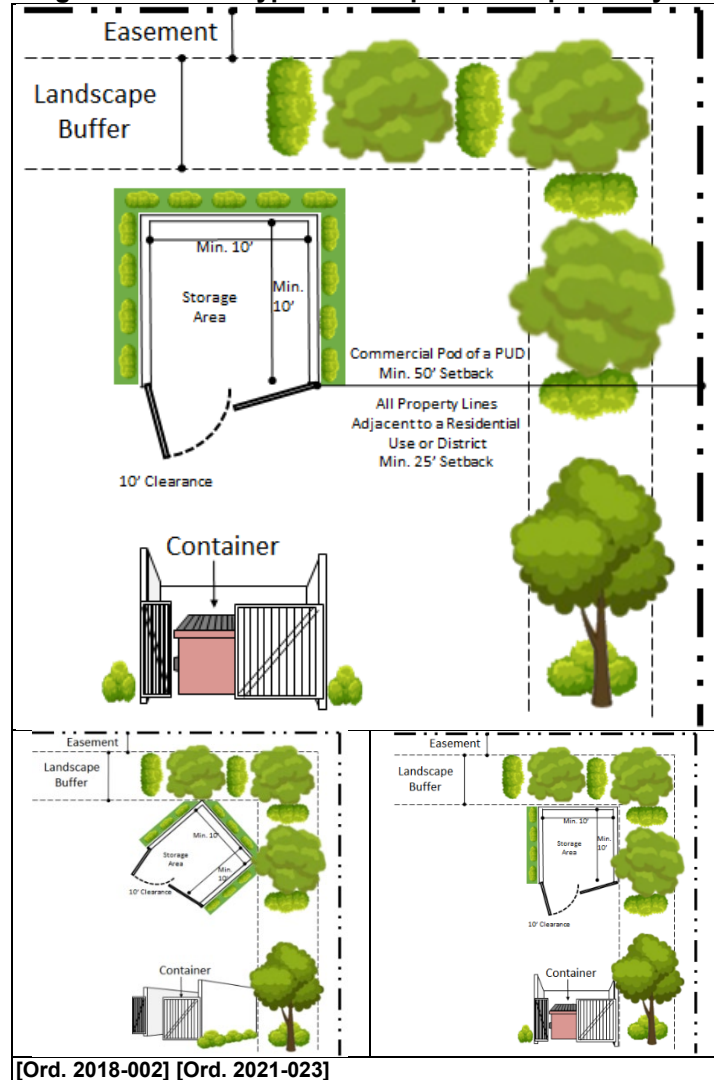 Easement
Landscape
Buffer
Min. 10'
Min.
10'
Storage
Area
Commercial Pod of a PUD
Min. 50' Setback
All Property Lines
Adjacent to a Residential
Use or District
Min. 25' Setback
10' Clearance
Container
Easement
Landscape
Buffer
Min. 10'
Storage
Area
Min.
10'
10' Clearance
Container
Easement
Landscape
Buffer
Min. 10'
Min.
10'
Storage
Area
10' Clearance
Container
[Ord. 2018-002] [Ord. 2021-023]